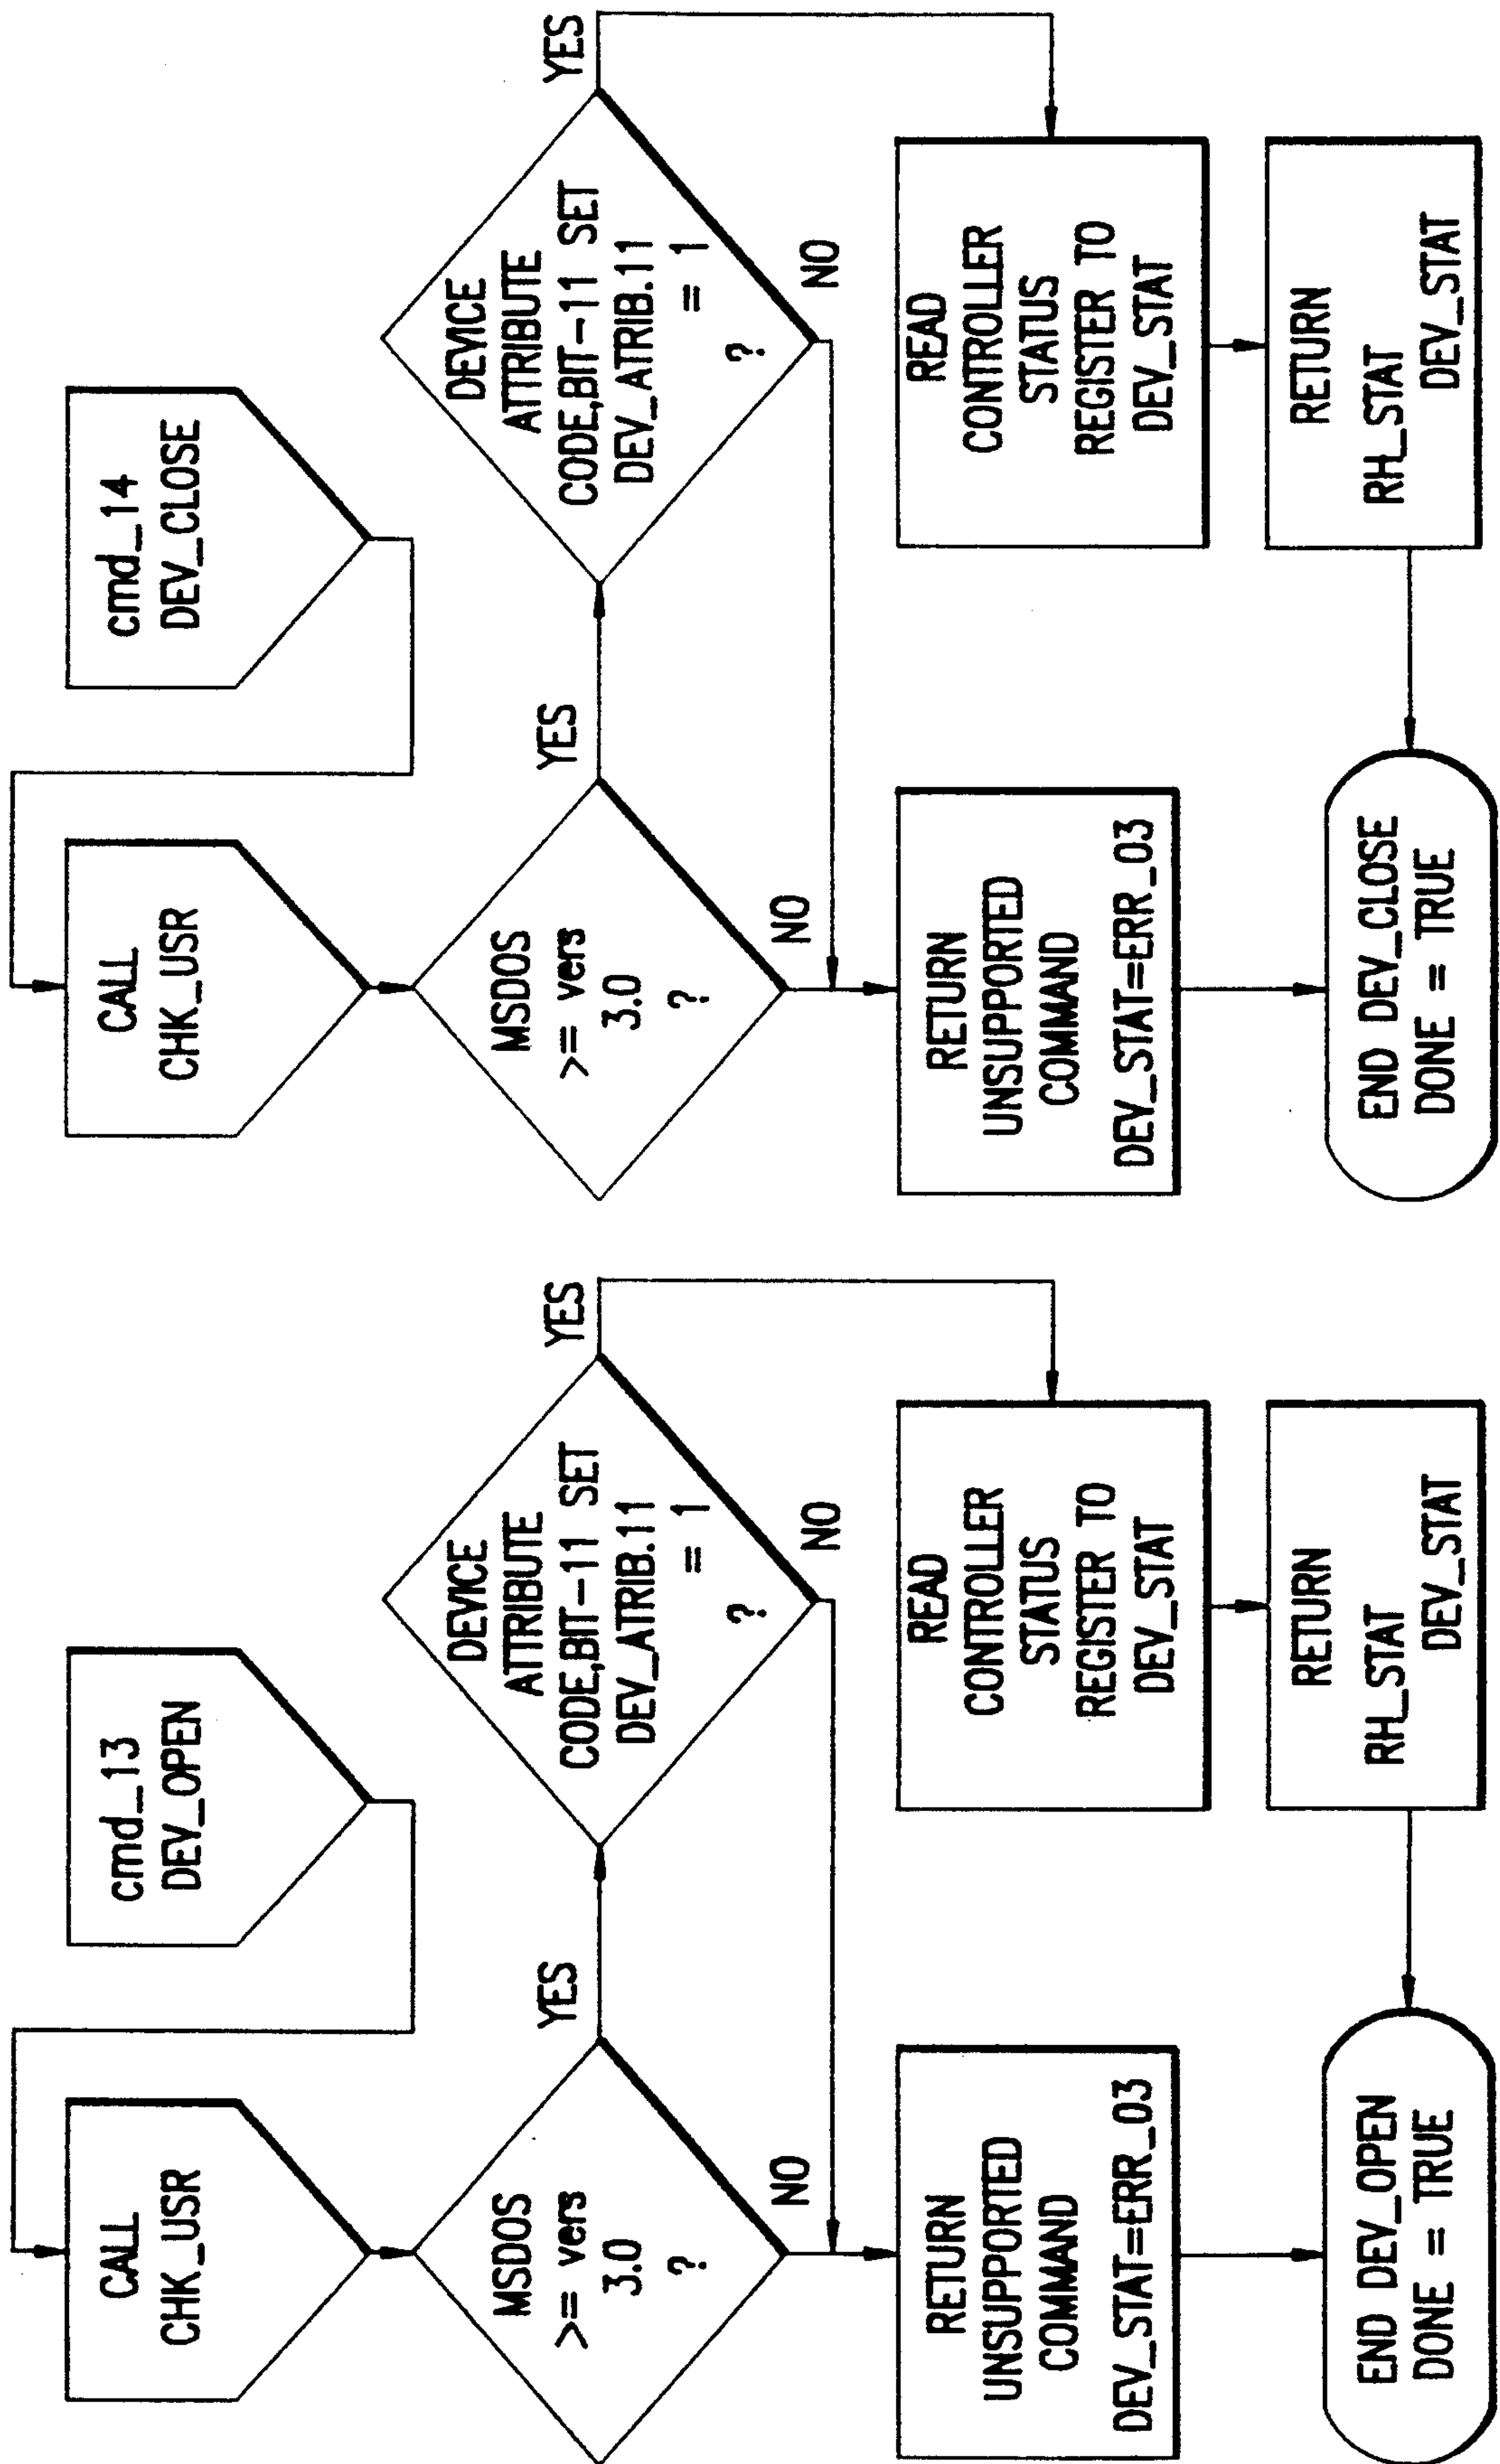 cmd_13
DEV_OPEN
CALL
CHK_USR
MSDOS
>= vers
3.0
?
YES
NO
DEVICE
ATTRIBUTE
CODE,BIT-11 SET
DEV_ATRIB.11
= 1
?
YES
NO
RETURN
UNSUPPORTED
COMMAND
DEV_STAT=ERR_03
READ
CONTROLLER
STATUS
REGISTER TO
DEV_STAT
RETURN
RH_STAT
DEV_STAT
END DEV_OPEN
DONE = TRUE
cmd_14
DEV_CLOSE
CALL
CHK_USR
MSDOS
>= vers
3.0
?
YES
NO
DEVICE
ATTRIBUTE
CODE,BIT-11 SET
DEV_ATRIB.11
= 1
?
YES
NO
RETURN
UNSUPPORTED
COMMAND
DEV_STAT=ERR_03
READ
CONTROLLER
STATUS
REGISTER TO
DEV_STAT
RETURN
RH_STAT
DEV_STAT
END DEV_CLOSE
DONE = TRUE